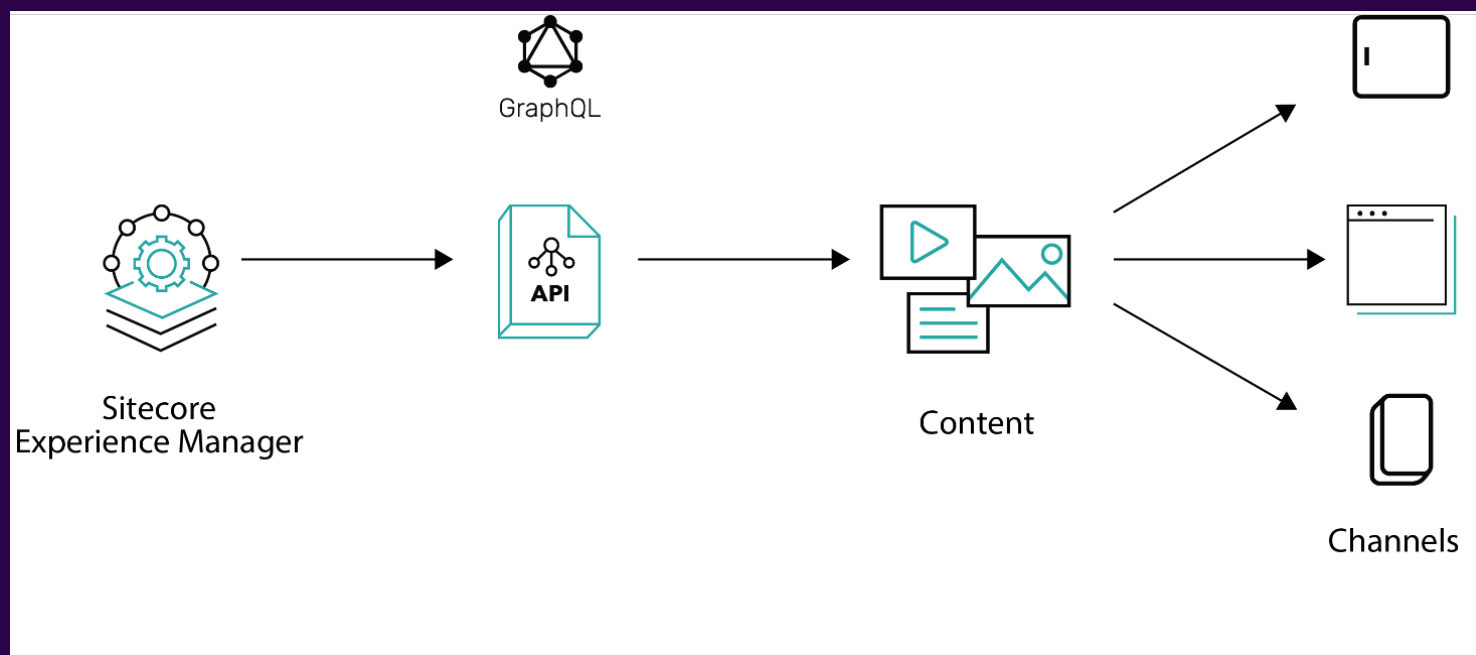 GraphQL
API
Sitecore
Experience Manager
Content
Channels